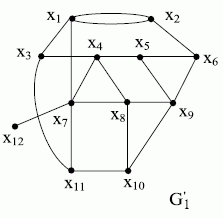 x₁ x₂
x₃ x₄ x₅ x₆
x₇ x₈ x₉
x₁₂
x₁₁ x₁₀
G'₁